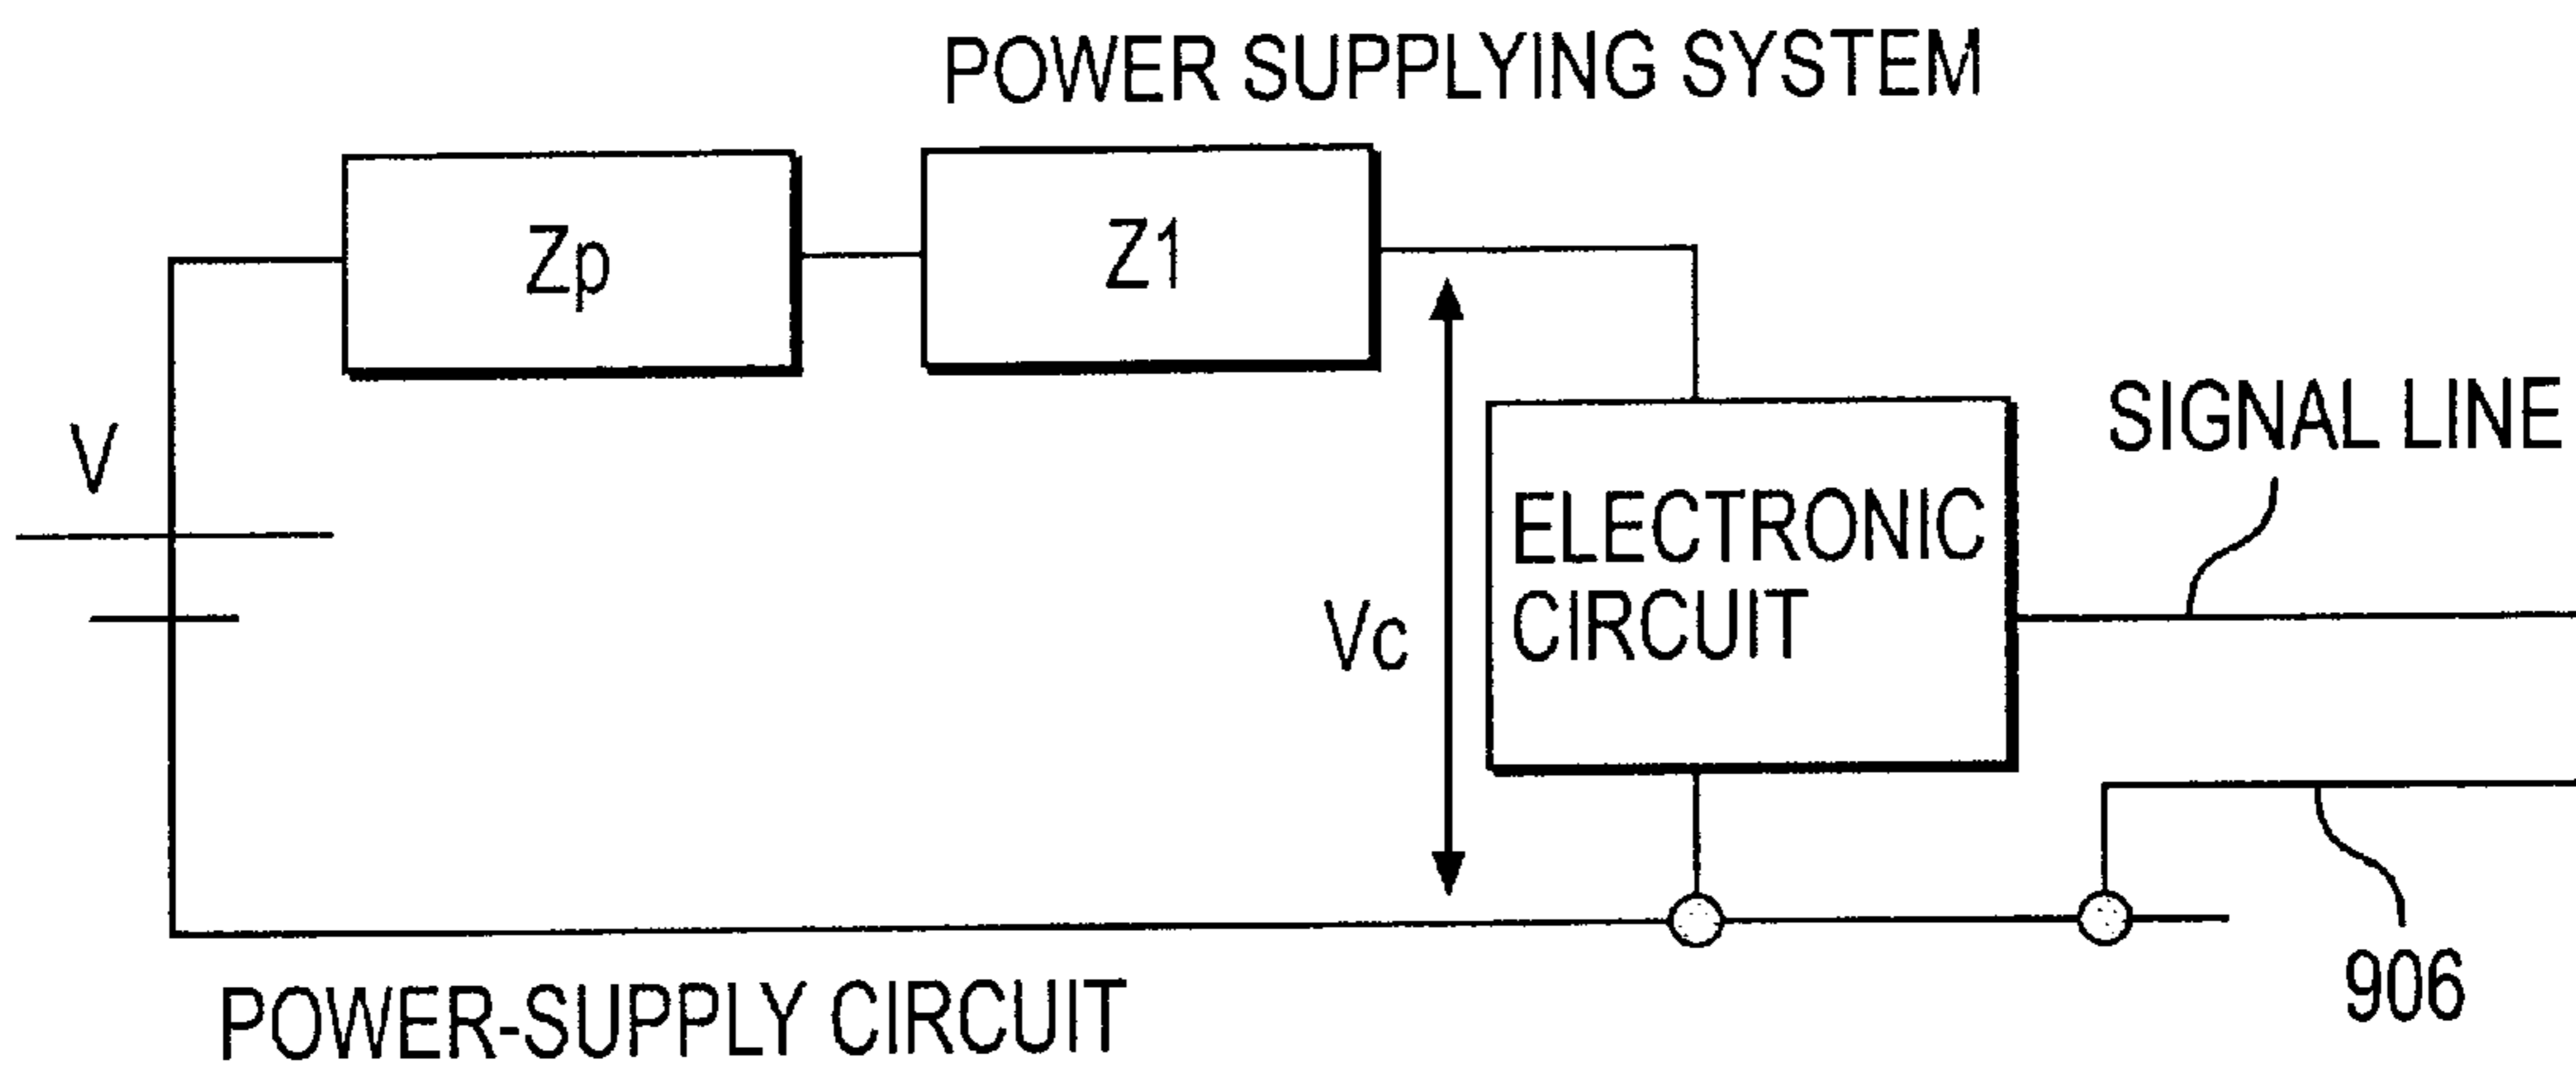 POWER SUPPLYING SYSTEM
Zp
Z1
V
SIGNAL LINE
ELECTRONIC
CIRCUIT
Vc
906
POWER-SUPPLY CIRCUIT